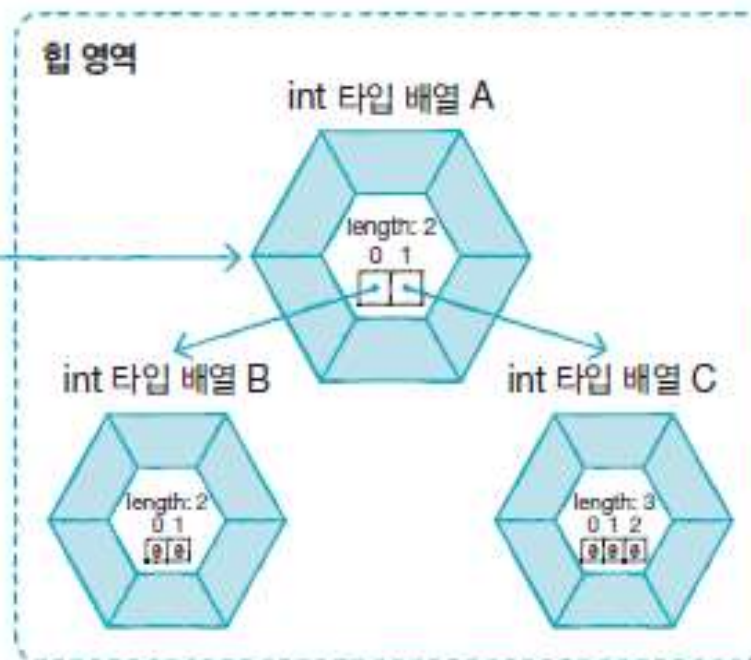 힙 영역
int 타입 배열 A
length: 2
0 1
int 타입 배열 B
int 타입 배열 C
length: 2
0 1
0 0
length: 3
0 1 2
0 0 0